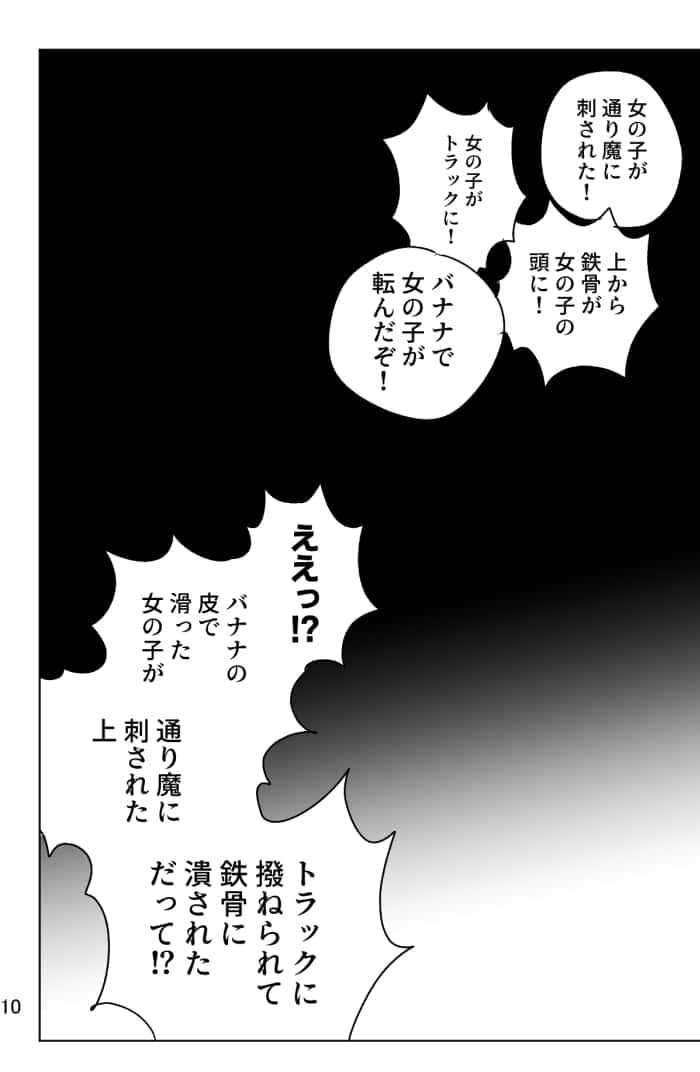 女の子が
通り魔に
刺された！
上から
鉄骨が
女の子の
頭に！
女の子が
トラックに！
バナナで
女の子が
転んだぞ！
ええっ!?
バナナの
皮で
滑った
女の子が
通り魔に
刺された
上
トラックに
撥ねられて
鉄骨に
潰された
だって!?
10